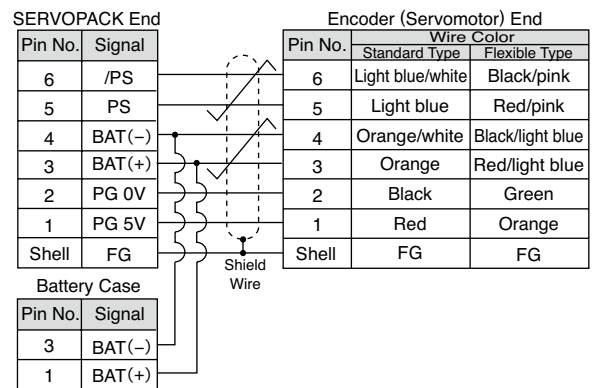 SERVOPACK End
Pin No. Signal
6 /PS
5 PS
4 BAT(−)
3 BAT(+)
2 PG 0V
1 PG 5V
Shell FG
Encoder (Servomotor) End
Pin No. Wire Color
Standard Type Flexible Type
6 Light blue/white Black/pink
5 Light blue Red/pink
4 Orange/white Black/light blue
3 Orange Red/light blue
2 Black Green
1 Red Orange
Shell FG FG
Shield
Wire
Battery Case
Pin No. Signal
3 BAT(−)
1 BAT(+)